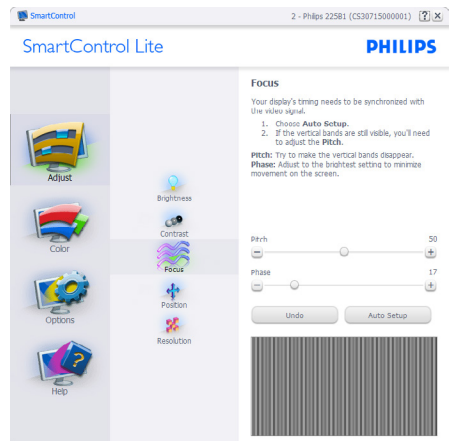 SmartControl
2 - Philips 225B1 (CS30715000001)
SmartControl Lite
PHILIPS
Adjust
Color
Options
Help
Brightness
Contrast
Focus
Position
Resolution
Focus
Your display's timing needs to be synchronized with
the video signal.
1. Choose Auto Setup.
2. If the vertical bands are still visible, you'll need
to adjust the Pitch.
Pitch: Try to make the vertical bands disappear.
Phase: Adjust to the brightest setting to minimize
movement on the screen.
Pitch 50
Phase 17
Undo Auto Setup